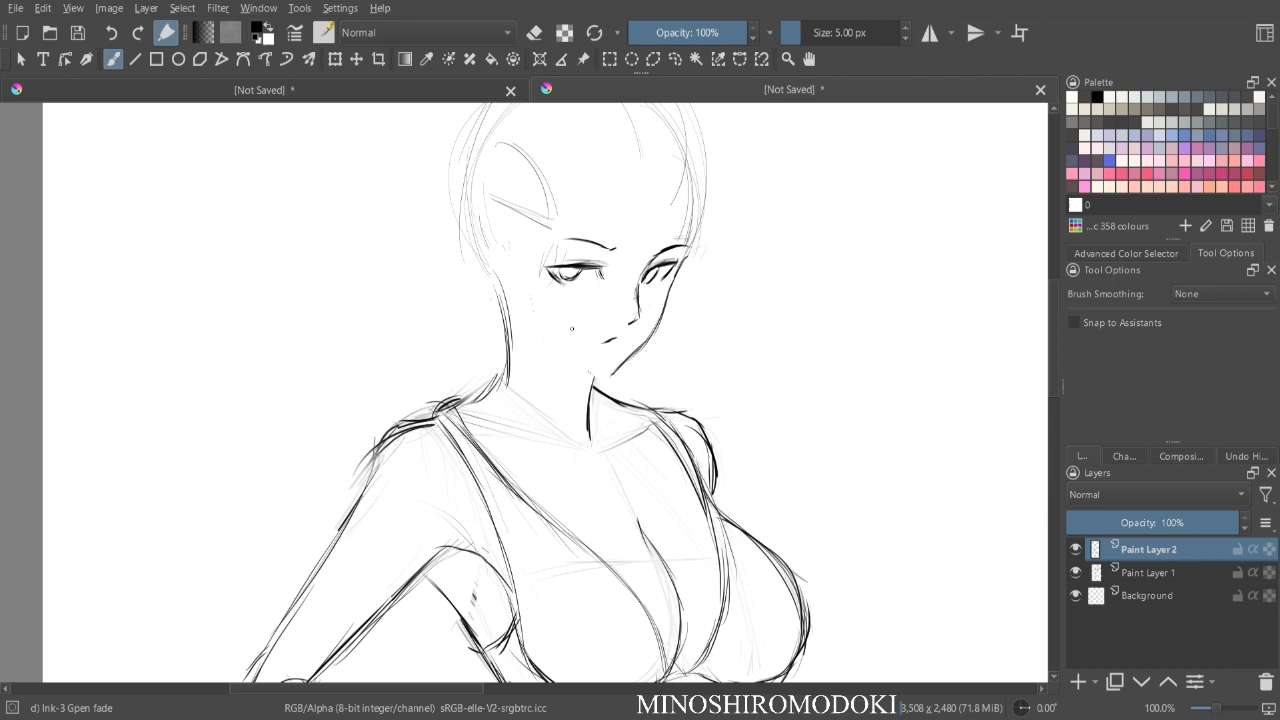 File Edit View Image Layer Select Filter Window Tools Settings Help
Normal Opacity: 100% Size: 5.00 px
[Not Saved] * [Not Saved] *
Palette
0
...c 358 colours
Advanced Color Selector Tool Options
Tool Options
Brush Smoothing: None
Snap to Assistants
L... Cha... Composi... Undo Hi...
Layers
Normal
Opacity: 100%
Paint Layer 2
Paint Layer 1
Background
d) Ink-3 Gpen fade RGB/Alpha (8-bit integer/channel) sRGB-elle-V2-srgbtrc.icc MINOSHIROMODOKI 3,508 x 2,480 (71.8 MiB) 0.00° 100.0%